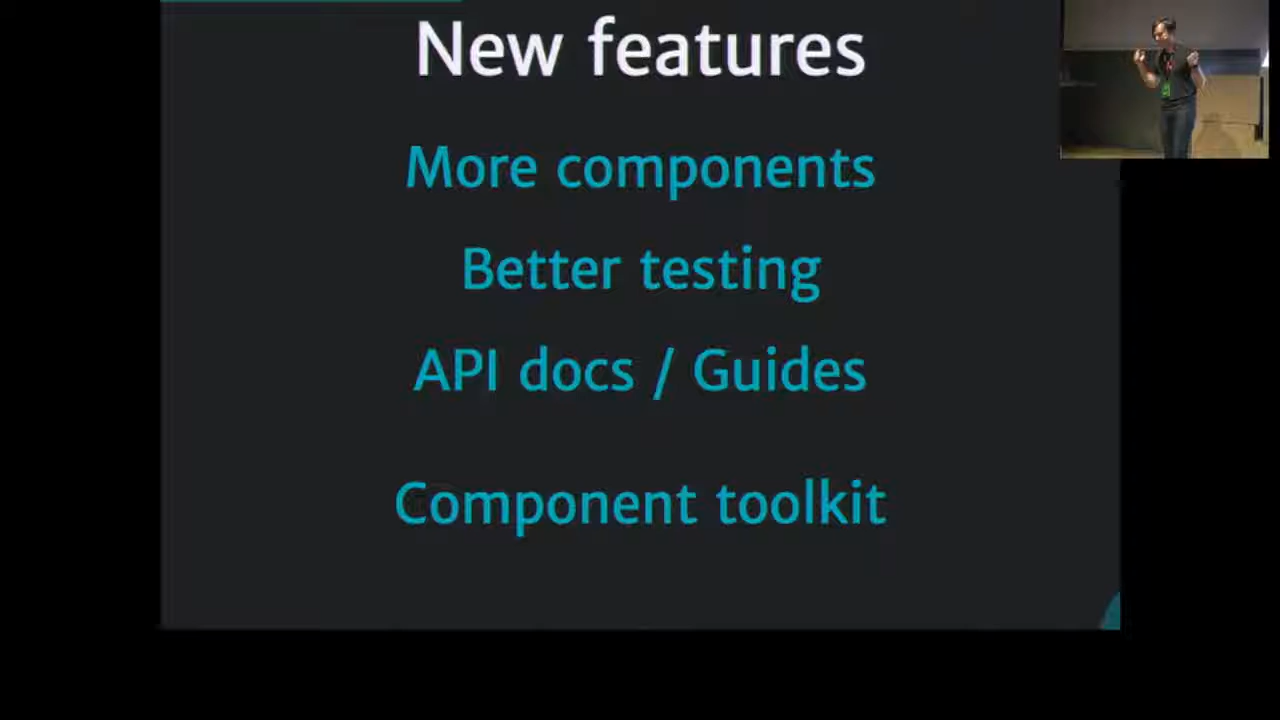 New features
More components
Better testing
API docs / Guides
Component toolkit